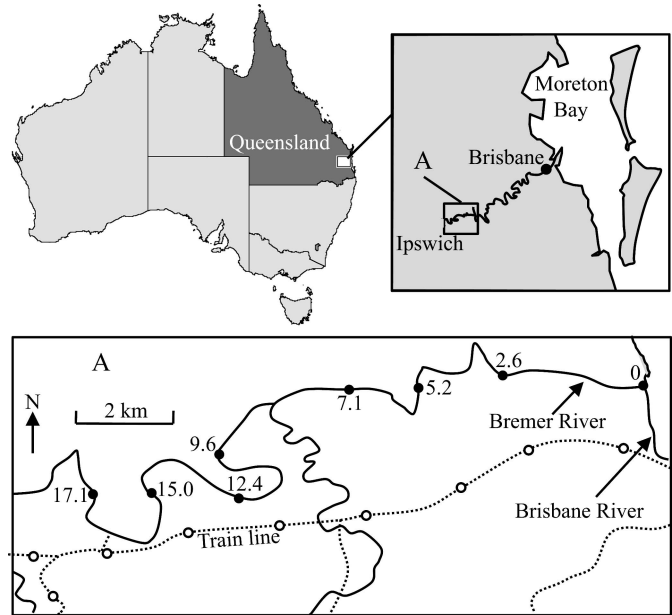 Queensland
Moreton
Bay
Brisbane
A
Ipswich
A
N
2 km
0
2.6
5.2
7.1
Bremer River
9.6
12.4
15.0
17.1
Brisbane River
Train line